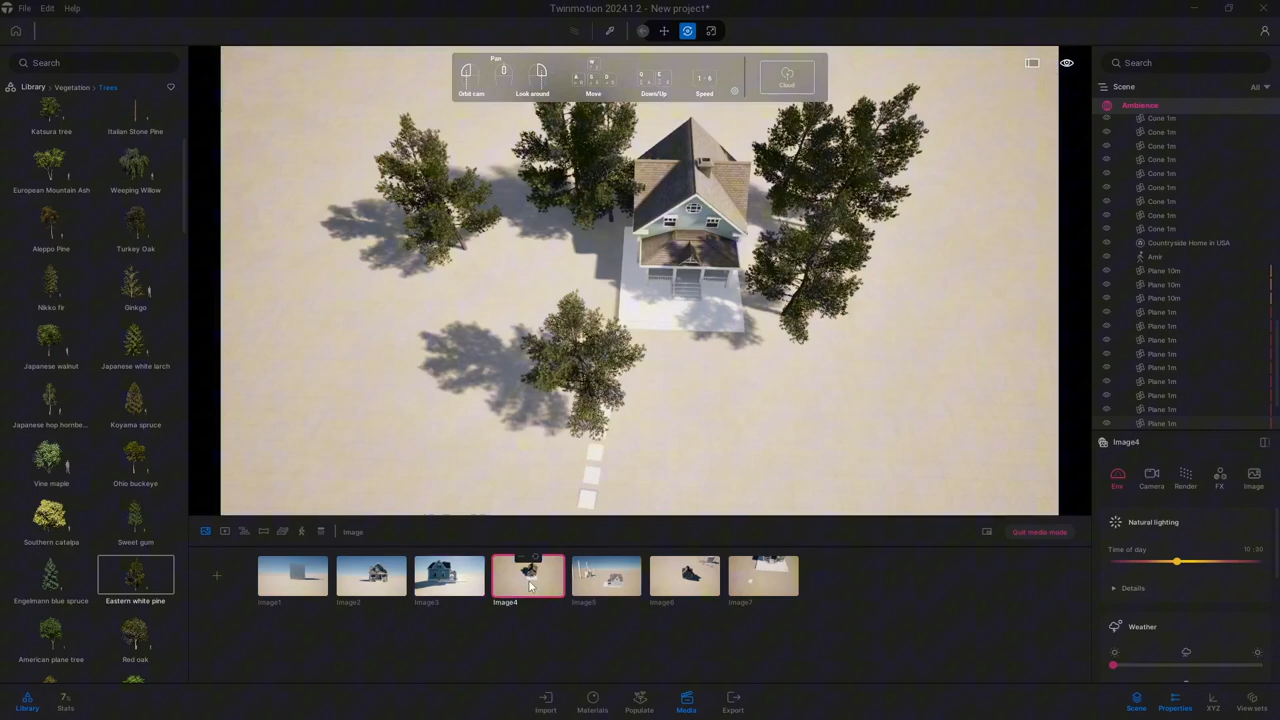 File Edit Help
Twinmotion 2024.1.2 - New project*
Search
Library > Vegetation > Trees
Katsura tree
Italian Stone Pine
European Mountain Ash
Weeping Willow
Aleppo Pine
Turkey Oak
Nikko fir
Ginkgo
Japanese walnut
Japanese white larch
Japanese hop hornbe...
Koyama spruce
Vine maple
Ohio buckeye
Southern catalpa
Sweet gum
Engelmann blue spruce
Eastern white pine
American plane tree
Red oak
Pan
W
A S D
Q E
1 - 6
Orbit cam
Look around
Move
Down/Up
Speed
Cloud
Image
Quit media mode
Image1
Image2
Image3
Image4
Image5
Image6
Image7
Search
Scene
All
Ambience
Cone 1m
Cone 1m
Cone 1m
Cone 1m
Cone 1m
Cone 1m
Cone 1m
Cone 1m
Cone 1m
Countryside Home in USA
Amir
Plane 10m
Plane 10m
Plane 10m
Plane 1m
Plane 1m
Plane 1m
Plane 1m
Plane 1m
Plane 1m
Plane 1m
Plane 1m
Plane 1m
Image4
Env
Camera
Render
FX
Image
Natural lighting
Time of day
10:30
Details
Weather
Library
7%
Stats
Import
Materials
Populate
Media
Export
Scene
Properties
XYZ
View sets